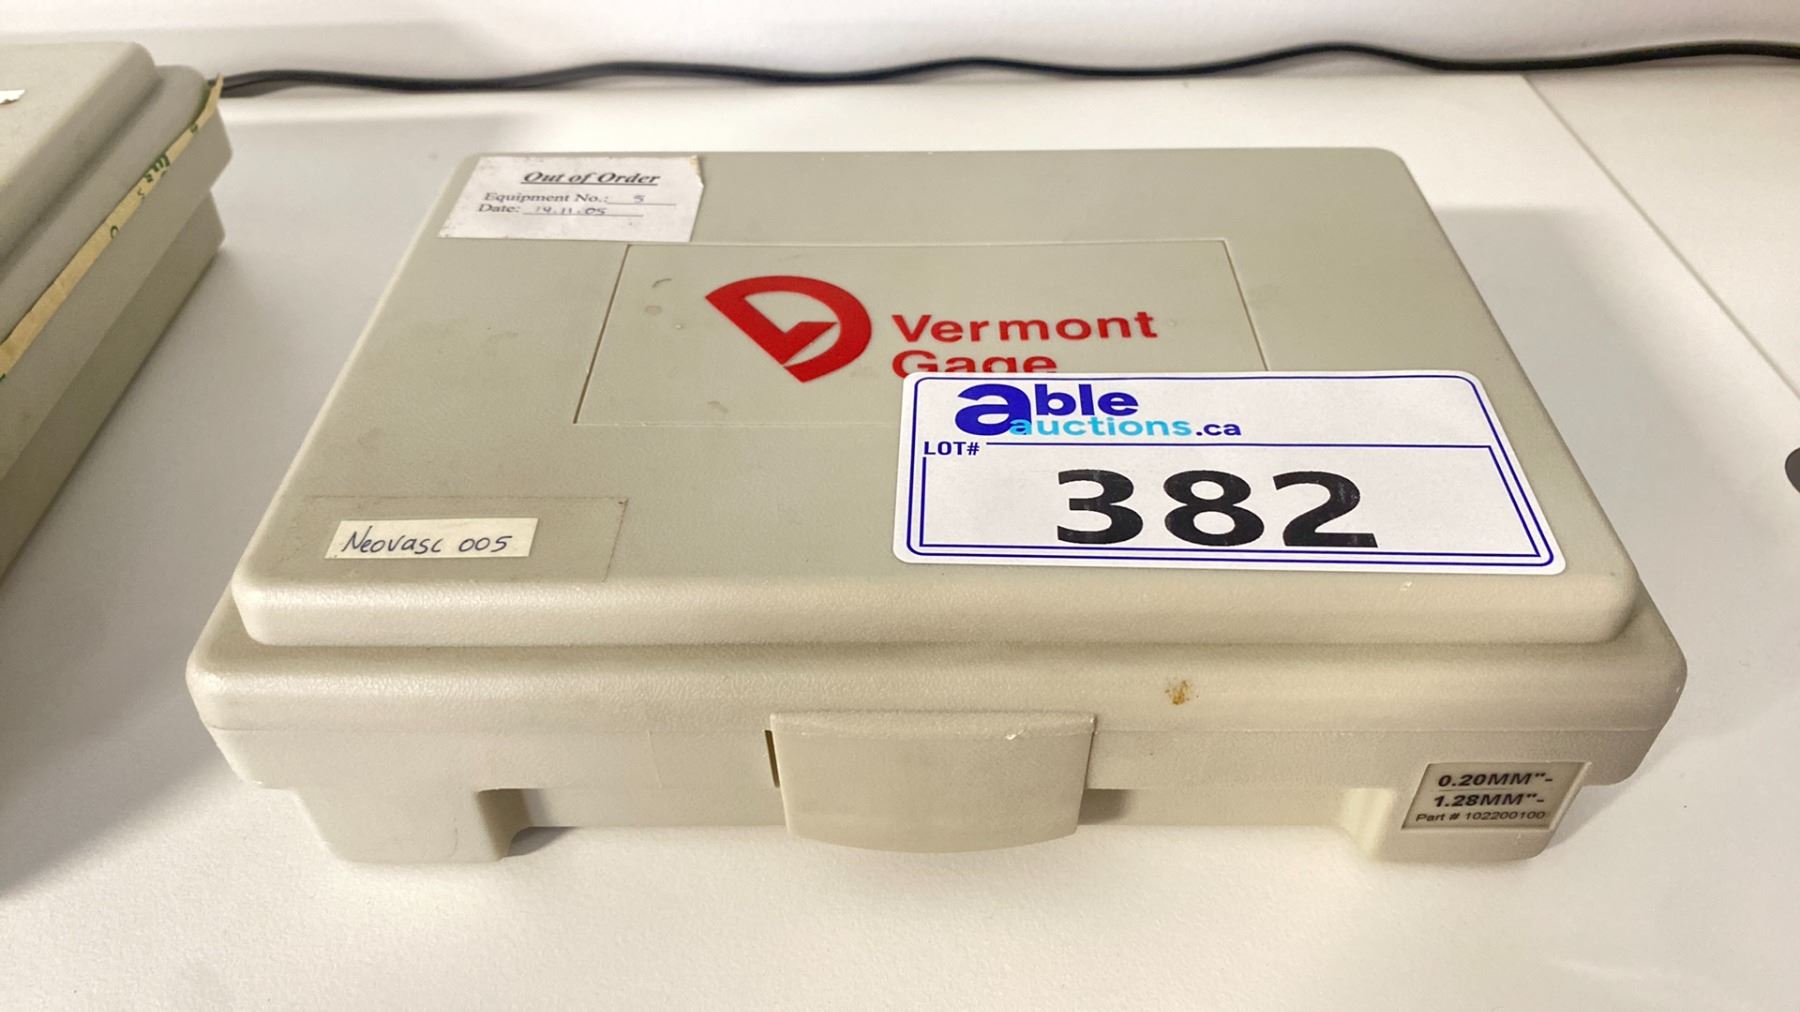 Out of Order
Equipment No.: 5
Date: 14.11.05
Vermont
Gage
able
auctions.ca
LOT#
382
Neovasc 005
0.20MM"-
1.28MM"-
Part # 102200100